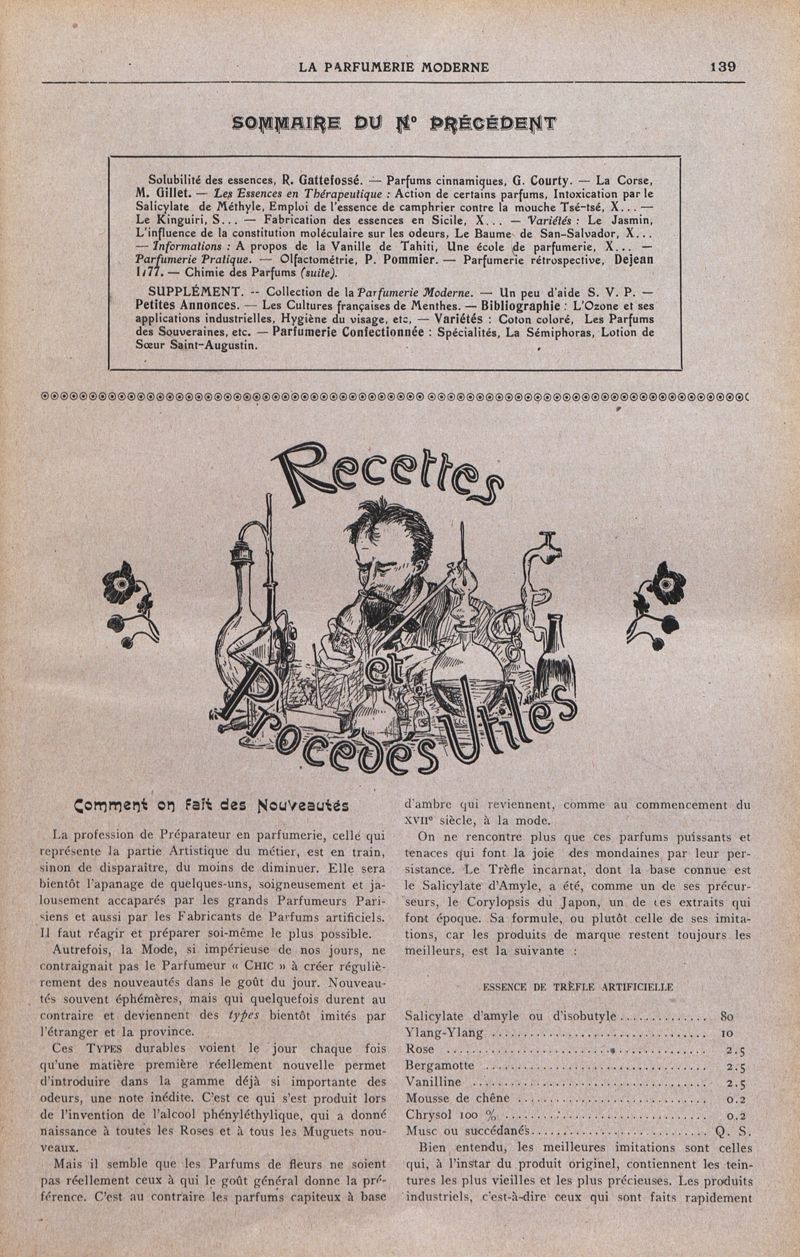 LA PARFUMERIE MODERNE 139
SOMMAIRE DU N° PRÉCÉDENT
Solubilité des essences, R. Gattefossé. — Parfums cinnamiques, G. Courty. — La Corse,
M. Gillet. — Les Essences en Thérapeutique : Action de certains parfums, Intoxication par le
Salicylate de Méthyle, Emploi de l'essence de camphrier contre la mouche Tsé-tsé, X... —
Le Kinguiri, S... — Fabrication des essences en Sicile, X... — Variétés : Le Jasmin,
L'influence de la constitution moléculaire sur les odeurs, Le Baume de San-Salvador, X...
— Informations : A propos de la Vanille de Tahiti, Une école de parfumerie, X... —
Parfumerie Pratique. — Olfactométrie, P. Pommier. — Parfumerie rétrospective, Dejean
1777. — Chimie des Parfums (suite).
SUPPLÉMENT. -- Collection de la Parfumerie Moderne. — Un peu d'aide S. V. P. —
Petites Annonces. — Les Cultures françaises de Menthes. — Bibliographie : L'Ozone et ses
applications industrielles, Hygiène du visage, etc, — Variétés : Coton coloré, Les Parfums
des Souveraines, etc. — Parfumerie Confectionnée : Spécialités, La Sémiphoras, Lotion de
Sœur Saint-Augustin.
Recettes
et
Procédés Utiles
Comment on Fait des Nouveautés
La profession de Préparateur en parfumerie, celle qui
représente la partie Artistique du métier, est en train,
sinon de disparaître, du moins de diminuer. Elle sera
bientôt l'apanage de quelques-uns, soigneusement et ja-
lousement accaparés par les grands Parfumeurs Pari-
siens et aussi par les Fabricants de Parfums artificiels.
Il faut réagir et préparer soi-même le plus possible.
Autrefois, la Mode, si impérieuse de nos jours, ne
contraignait pas le Parfumeur « CHIC » à créer réguliè-
rement des nouveautés dans le goût du jour. Nouveau-
tés souvent éphémères, mais qui quelquefois durent au
contraire et deviennent des types bientôt imités par
l'étranger et la province.
Ces TYPES durables voient le jour chaque fois
qu'une matière première réellement nouvelle permet
d'introduire dans la gamme déjà si importante des
odeurs, une note inédite. C'est ce qui s'est produit lors
de l'invention de l'alcool phényléthylique, qui a donné
naissance à toutes les Roses et à tous les Muguets nou-
veaux.
Mais il semble que les Parfums de fleurs ne soient
pas réellement ceux à qui le goût général donne la pré-
férence. C'est au contraire les parfums capiteux à base
d'ambre qui reviennent, comme au commencement du
XVIIe siècle, à la mode.
On ne rencontre plus que ces parfums puissants et
tenaces qui font la joie des mondaines par leur per-
sistance. Le Trèfle incarnat, dont la base connue est
le Salicylate d'Amyle, a été, comme un de ses précur-
seurs, le Corylopsis du Japon, un de ces extraits qui
font époque. Sa formule, ou plutôt celle de ses imita-
tions, car les produits de marque restent toujours les
meilleurs, est la suivante :
ESSENCE DE TRÈFLE ARTIFICIELLE
Salicylate d'amyle ou d'isobutyle .............. 80
Ylang-Ylang .................................. 10
Rose ........................................ 2.5
Bergamotte .................................. 2.5
Vanilline .................................... 2.5
Mousse de chêne .............................. 0.2
Chrysol 100 % ................................ 0.2
Musc ou succédanés........................... Q. S.
Bien entendu, les meilleures imitations sont celles
qui, à l'instar du produit originel, contiennent les tein-
tures les plus vieilles et les plus précieuses. Les produits
industriels, c'est-à-dire ceux qui sont faits rapidement